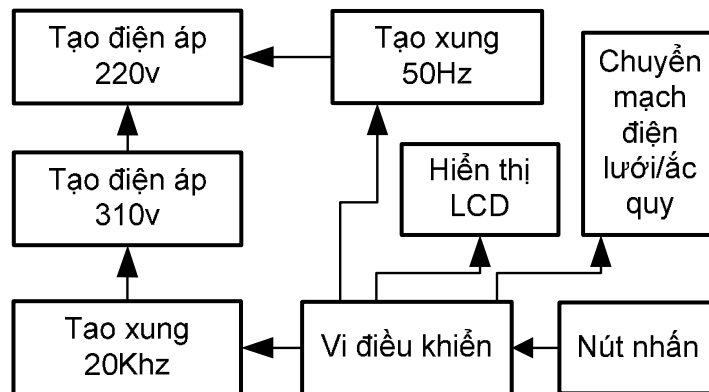 Tạo điện áp
220v
Tạo xung
50Hz
Chuyển
mạch
điện
lưới/ắc
quy
Tạo điện áp
310v
Hiển thị
LCD
Tao xung
20Khz
Vi điều khiển
Nút nhấn